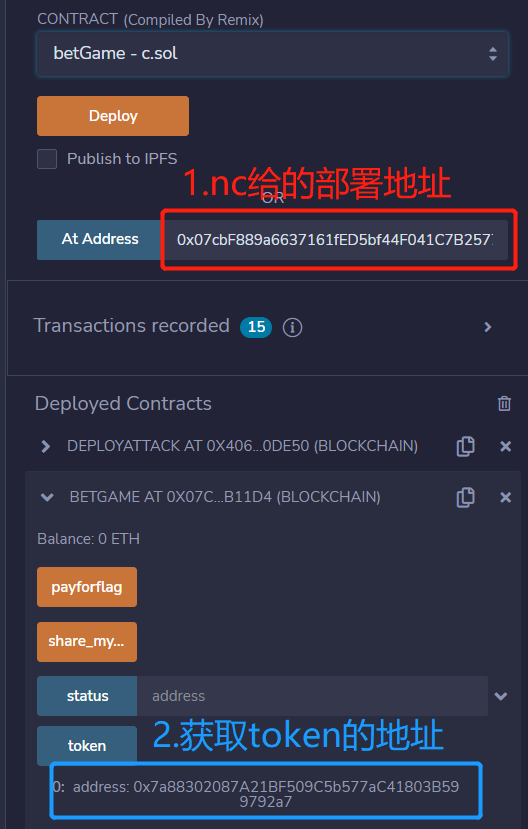 CONTRACT (Compiled By Remix)
betGame - c.sol
Deploy
Publish to IPFS
1.nc给的部署地址
OR
At Address
0x07cbF889a6637161fED5bf44F041C7B257
Transactions recorded 15
Deployed Contracts
DEPLOYATTACK AT 0X406...0DE50 (BLOCKCHAIN)
BETGAME AT 0X07C...B11D4 (BLOCKCHAIN)
Balance: 0 ETH
payforflag
share_my...
status address
token
2.获取token的地址
0: address: 0x7a88302087A21BF509C5b577aC41803B59
9792a7